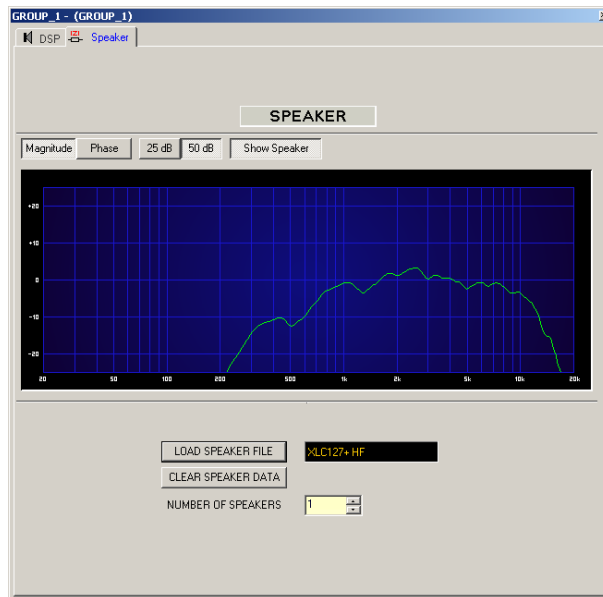 GROUP_1 - (GROUP_1)
DSP Speaker
SPEAKER
Magnitude Phase 25 dB 50 dB Show Speaker
+20
+10
0
-10
-20
20 50 100 200 500 1k 2k 5k 10k 20k
LOAD SPEAKER FILE XLC127+ HF
CLEAR SPEAKER DATA
NUMBER OF SPEAKERS 1